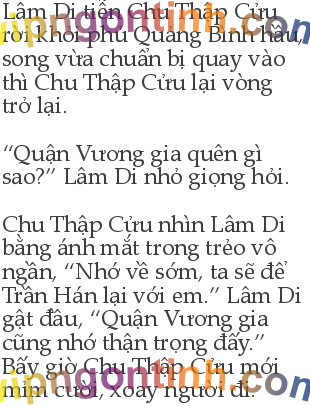 Lâm Di tiễn Chu Thập Cửu
rời khỏi phủ Quảng Bình hầu,
song vừa chuẩn bị quay vào
thì Chu Thập Cửu lại vòng
trở lại.
“Quận Vương gia quên gì
sao?” Lâm Di nhỏ giọng hỏi.
Chu Thập Cửu nhìn Lâm Di
bằng ánh mắt trong trẻo vô
ngần, “Nhớ về sớm, ta sẽ để
Trần Hán lại với em.” Lâm Di
gật đầu, “Quận Vương gia
cũng nhớ thận trọng đấy.”
Bấy giờ Chu Thập Cửu mới
mỉm cười, xoay người đi.
vipngontinh.com
vipngontinh.com